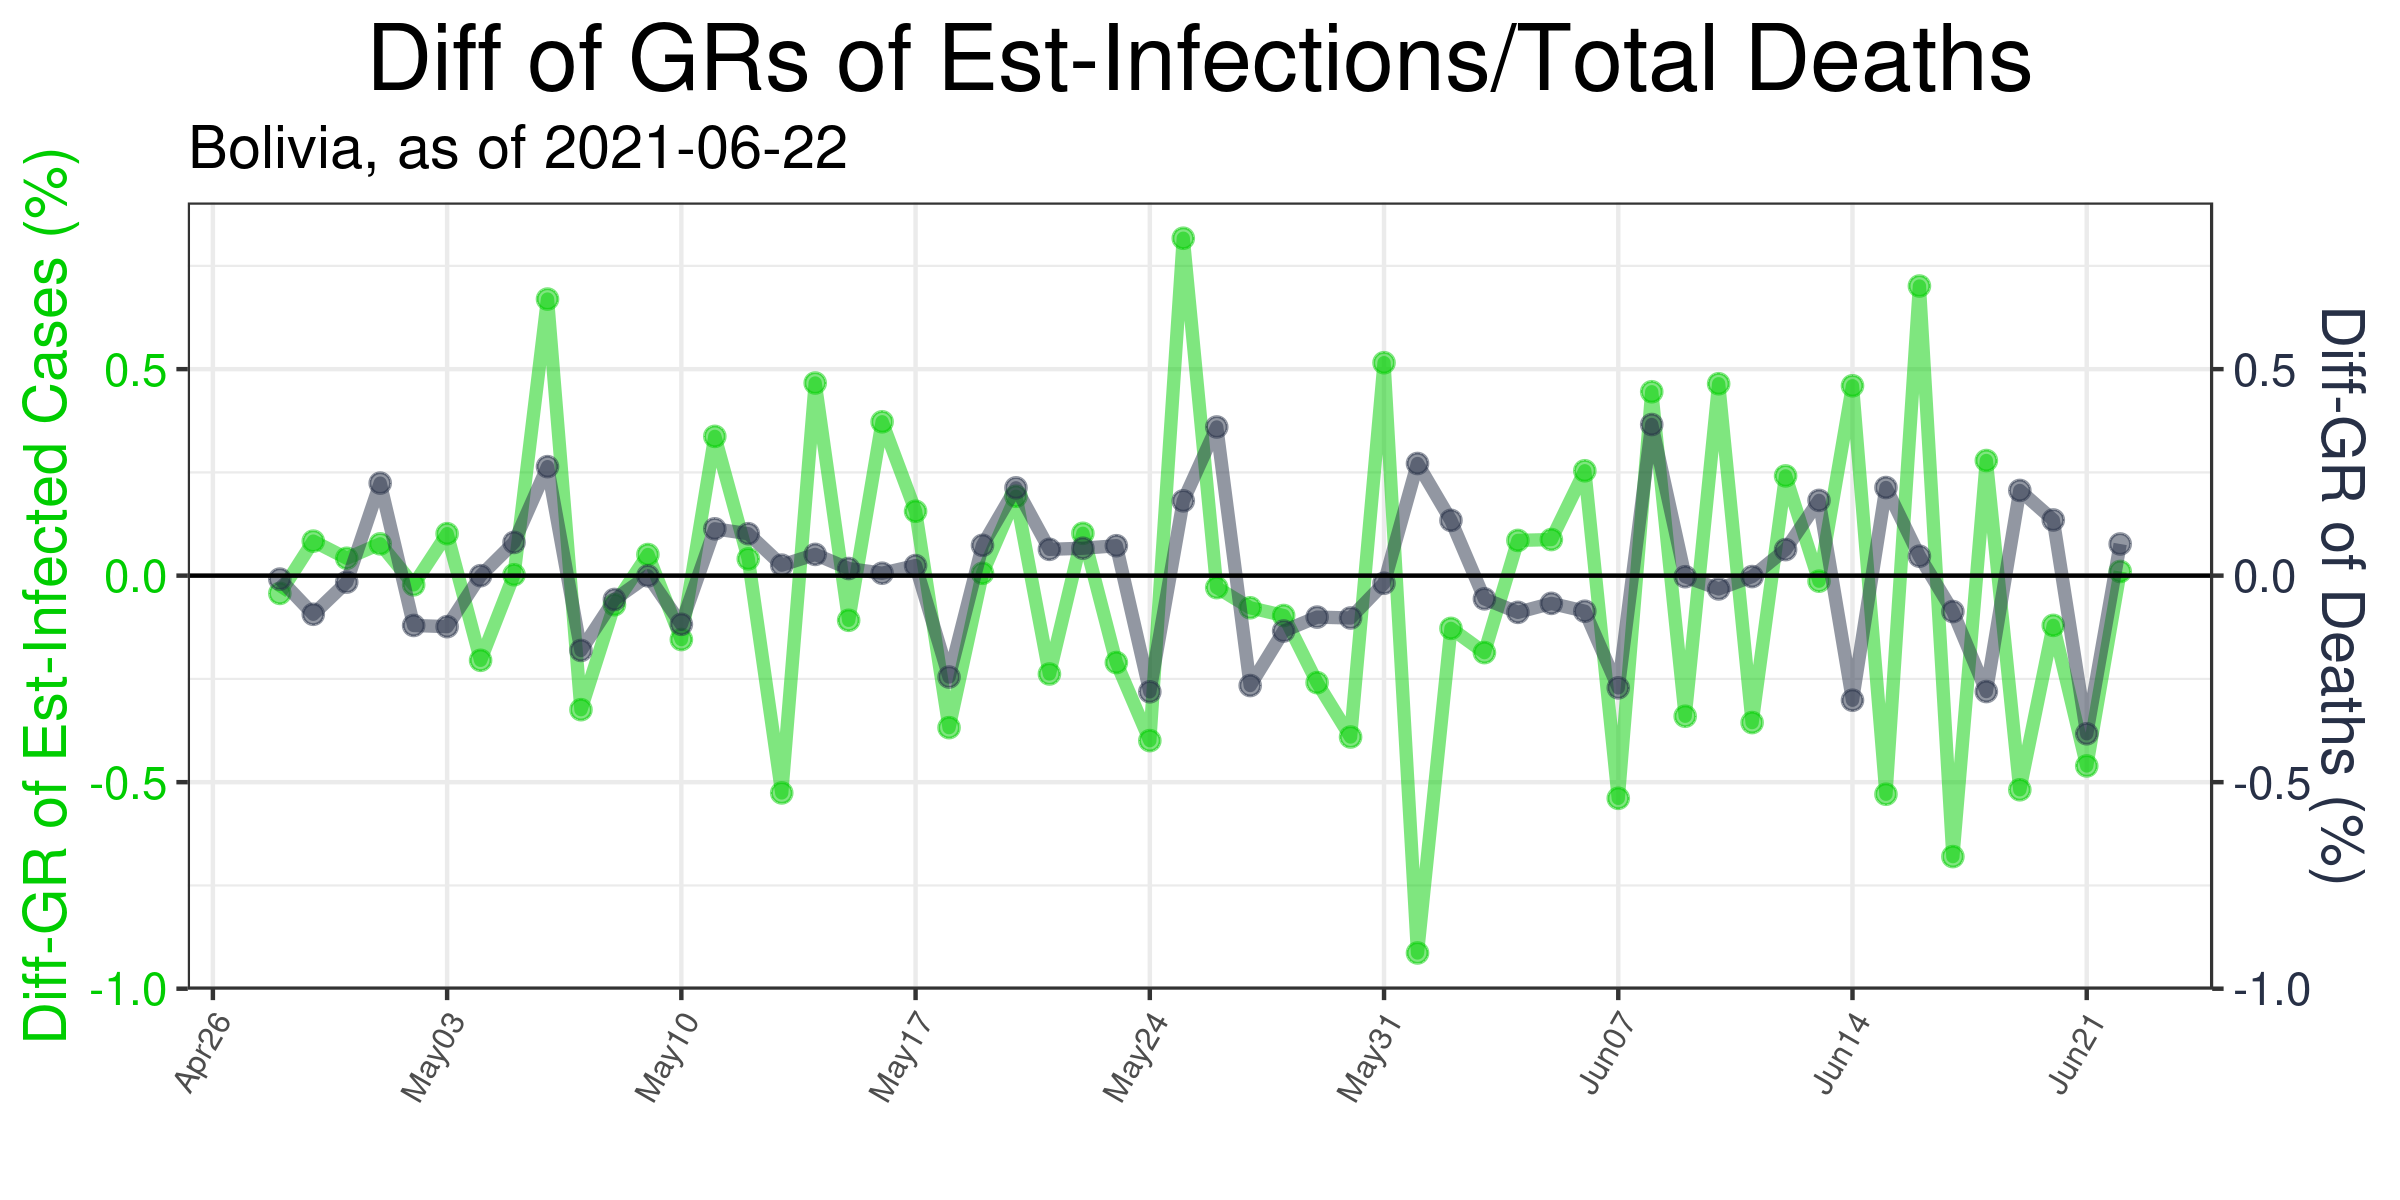 Diff of GRs of Est-Infections/Total Deaths
Bolivia, as of 2021-06-22
Diff-GR of Est-Infected Cases (%)
0.5
0.0
-0.5
-1.0
0.5
0.0
-0.5
-1.0
Diff-GR of Deaths (%)
Apr26
May03
May10
May17
May24
May31
Jun07
Jun14
Jun21